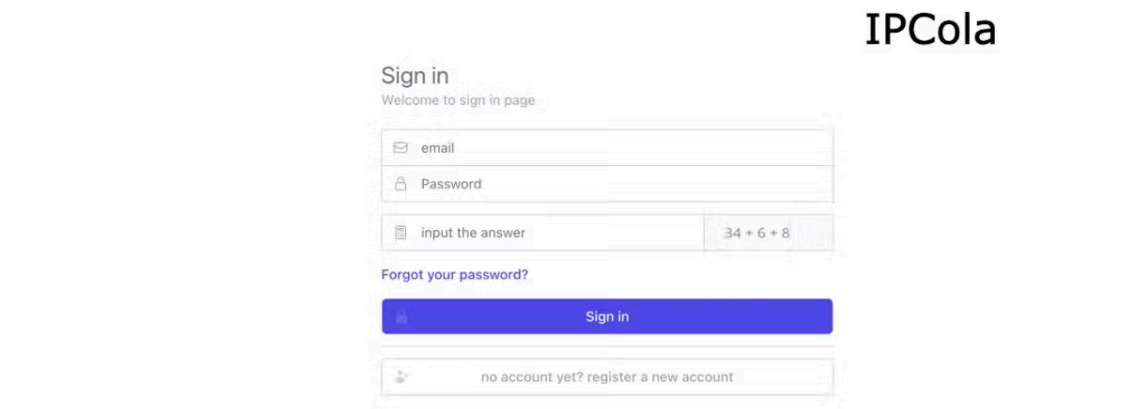 IPCola
Sign in
Welcome to sign in page
email
Password
input the answer 34 + 6 + 8
Forgot your password?
Sign in
no account yet? register a new account